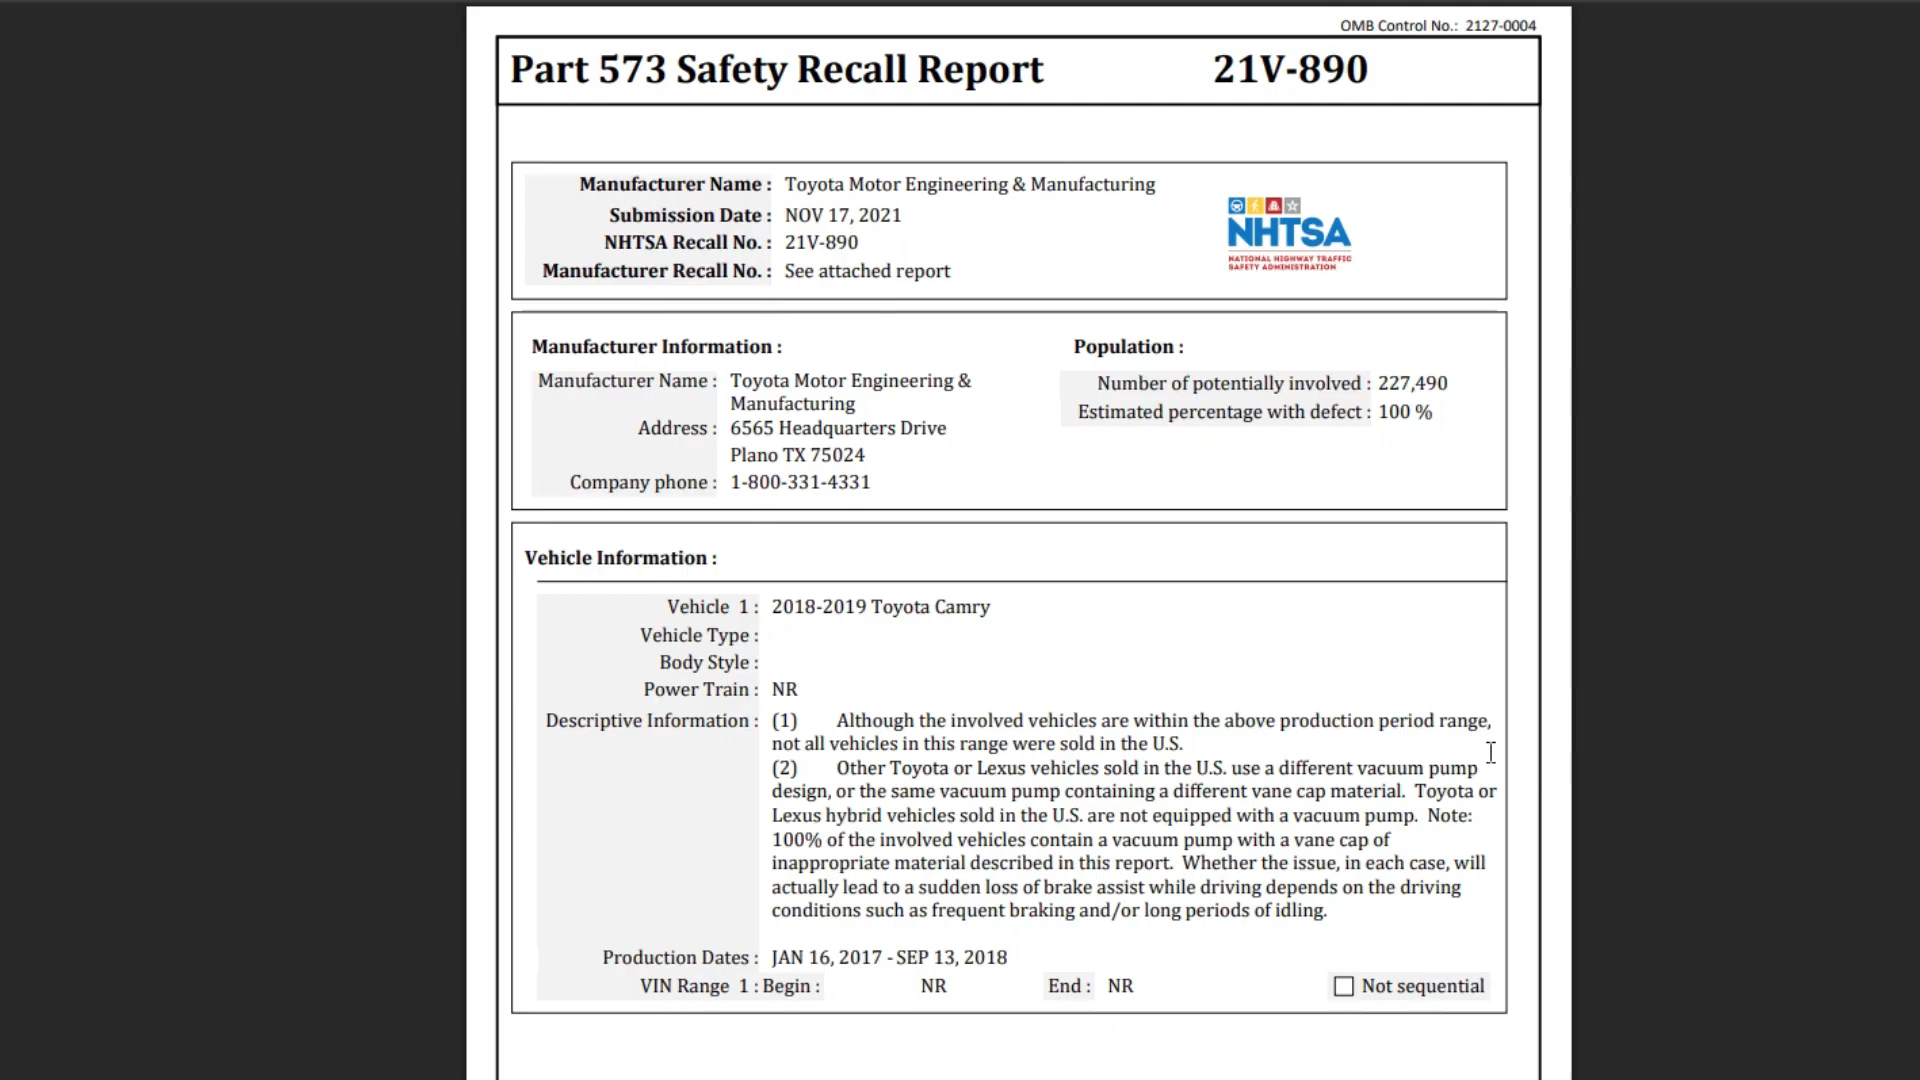 OMB Control No.: 2127-0004
Part 573 Safety Recall Report 21V-890
Manufacturer Name : Toyota Motor Engineering & Manufacturing
Submission Date : NOV 17, 2021
NHTSA Recall No. : 21V-890
Manufacturer Recall No. : See attached report
NHTSA
NATIONAL HIGHWAY TRAFFIC
SAFETY ADMINISTRATION
Manufacturer Information :
Manufacturer Name : Toyota Motor Engineering &
Manufacturing
Address : 6565 Headquarters Drive
Plano TX 75024
Company phone : 1-800-331-4331
Population :
Number of potentially involved : 227,490
Estimated percentage with defect : 100 %
Vehicle Information :
Vehicle 1 : 2018-2019 Toyota Camry
Vehicle Type :
Body Style :
Power Train : NR
Descriptive Information : (1) Although the involved vehicles are within the above production period range,
not all vehicles in this range were sold in the U.S.
(2) Other Toyota or Lexus vehicles sold in the U.S. use a different vacuum pump
design, or the same vacuum pump containing a different vane cap material. Toyota or
Lexus hybrid vehicles sold in the U.S. are not equipped with a vacuum pump. Note:
100% of the involved vehicles contain a vacuum pump with a vane cap of
inappropriate material described in this report. Whether the issue, in each case, will
actually lead to a sudden loss of brake assist while driving depends on the driving
conditions such as frequent braking and/or long periods of idling.
Production Dates : JAN 16, 2017 - SEP 13, 2018
VIN Range 1 : Begin : NR End : NR Not sequential